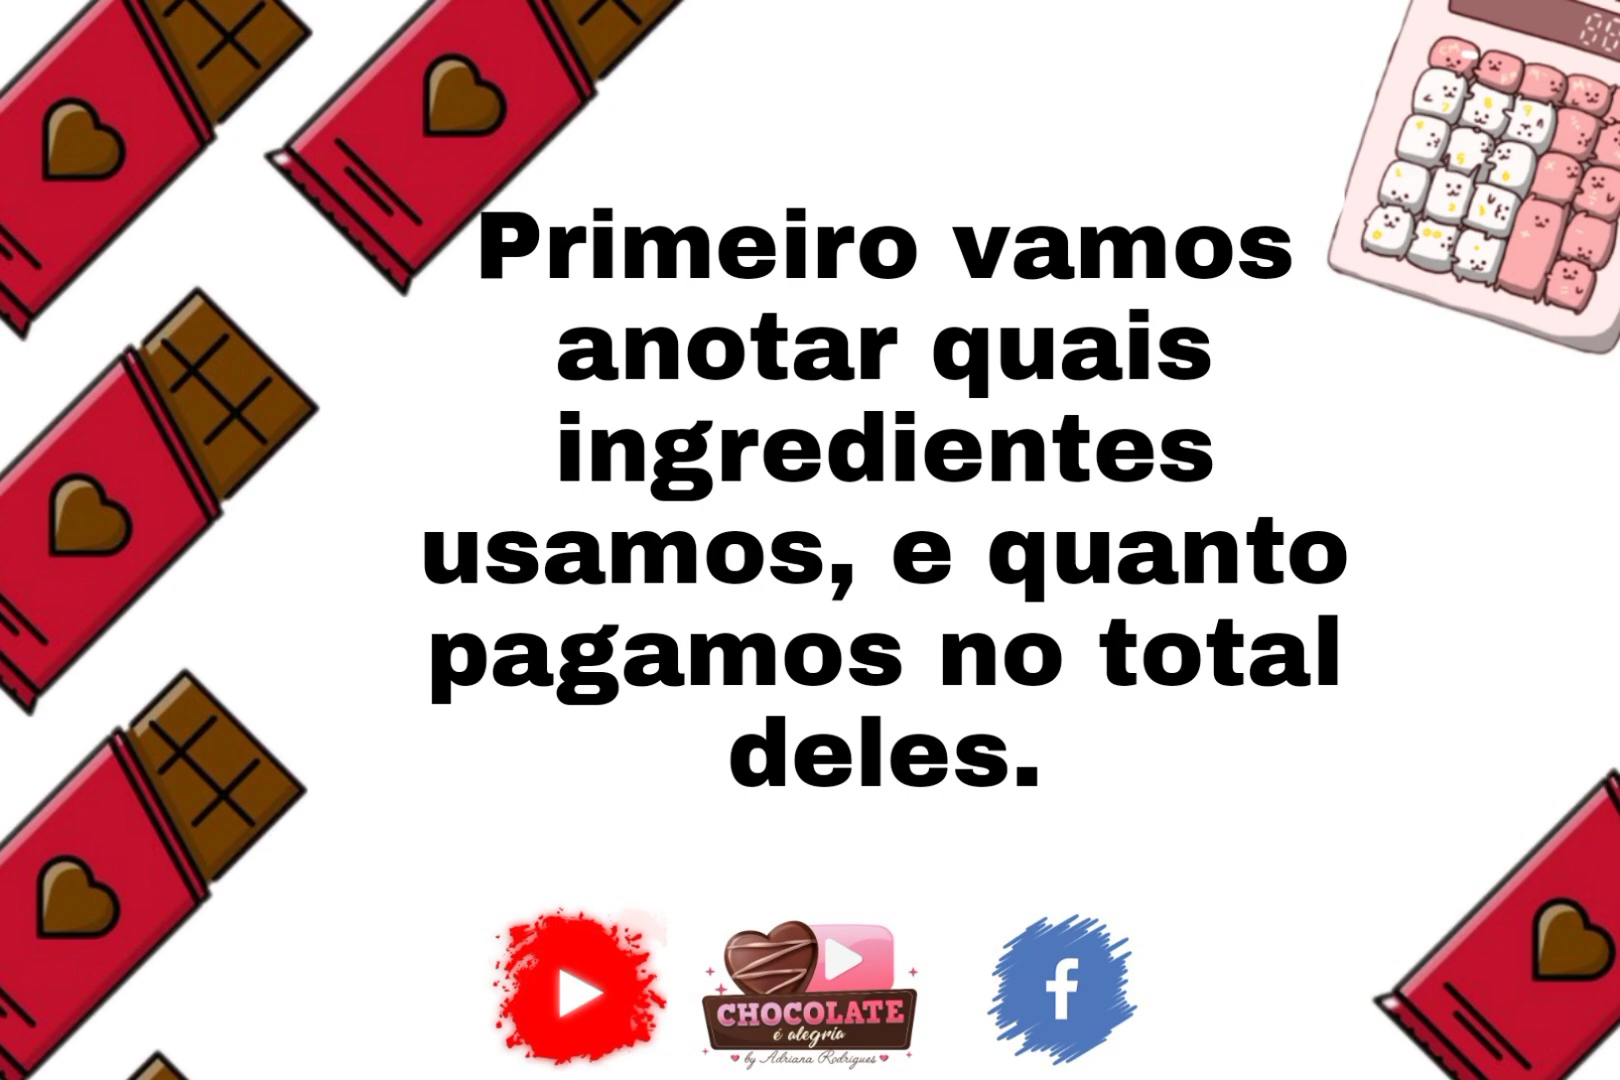 Primeiro vamos
anotar quais
ingredientes
usamos, e quanto
pagamos no total
deles.
CHOCOLATE
é alegria
by Adriana Rodrigues
f